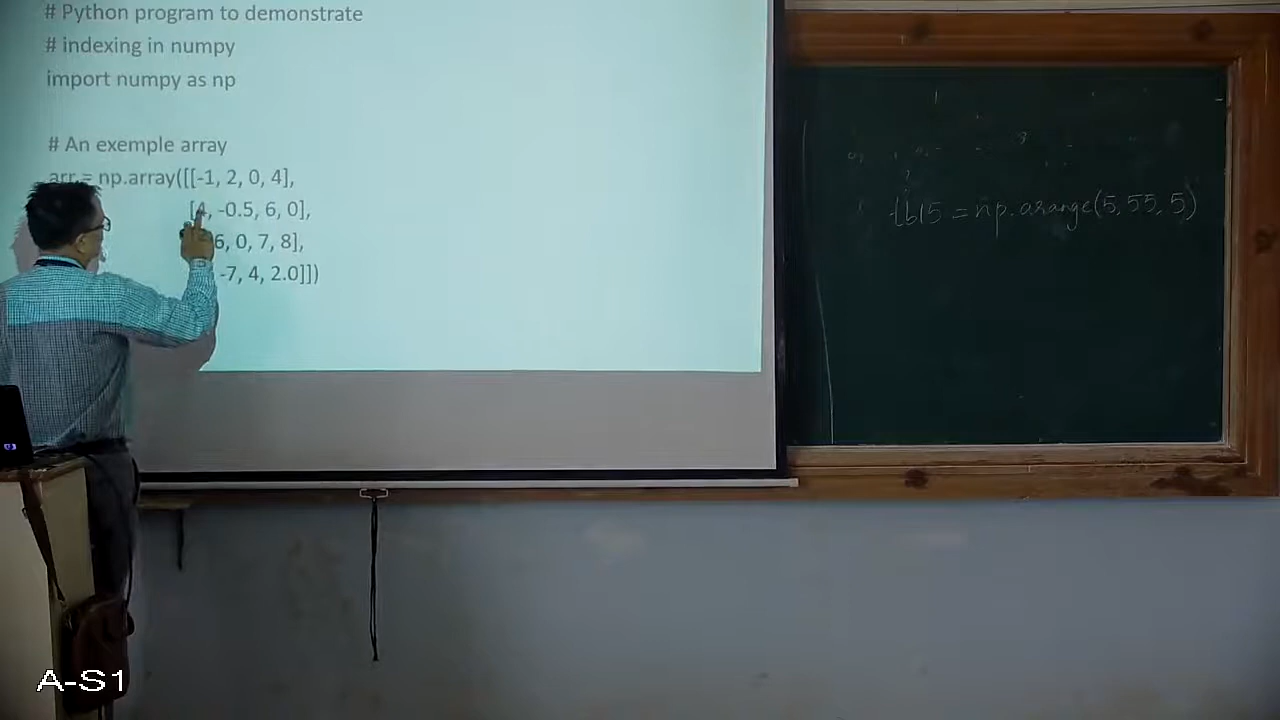 # Python program to demonstrate
# indexing in numpy
import numpy as np
# An exemple array
arr = np.array([[-1, 2, 0, 4],
[4, -0.5, 6, 0],
6, 0, 7, 8],
-7, 4, 2.0]])
tb15 = np.arange(5, 55, 5)
A-S1